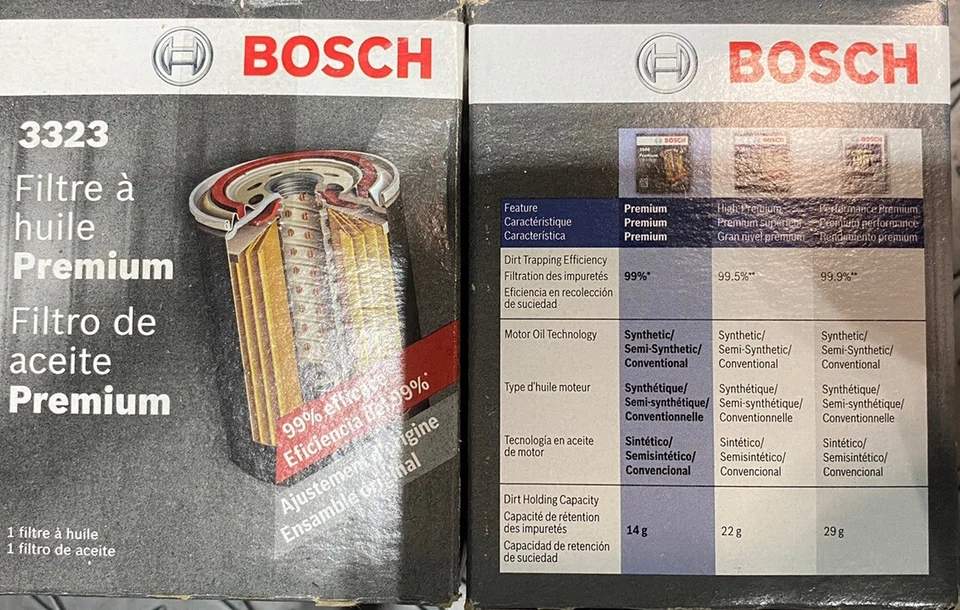 BOSCH
3323
Filtre à
huile
Premium
Filtro de
aceite
Premium
99%
Eficiencia de 99%*
Ajustement d'origine
Ensamble original
1 filtre à huile
1 filtro de aceite
BOSCH
BOSCH
Premium
BOSCH
BOSCH
Feature
Caractéristique
Característica
Premium
Premium
Premium
High Premium
Premium supérieur
Gran nivel premium
Performance Premium
Premium performance
Rendimiento premium
Dirt Trapping Efficiency
Filtration des impuretés
Eficiencia en recolección
de suciedad
99%*
99.5%**
99.9%**
Motor Oil Technology
Synthetic/
Semi-Synthetic/
Conventional
Synthetic/
Semi-Synthetic/
Conventional
Synthetic/
Semi-Synthetic/
Conventional
Type d'huile moteur
Synthétique/
Semi-synthétique/
Conventionnelle
Synthétique/
Semi-synthétique/
Conventionnelle
Synthétique/
Semi-synthétique/
Conventionnelle
Tecnología en aceite
de motor
Sintético/
Semisintético/
Convencional
Sintético/
Semisintético/
Convencional
Sintético/
Semisintético/
Convencional
Dirt Holding Capacity
Capacité de rétention
des impuretés
Capacidad de retención
de suciedad
14 g
22 g
29 g